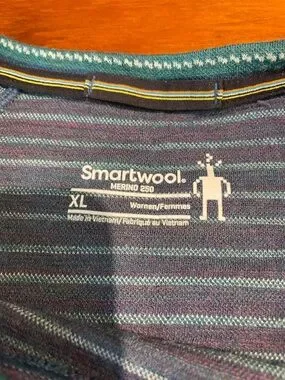 Smartwool.
MERINO 250
XL Women/Femmes
Made in Vietnam/Fabriqué au Vietnam